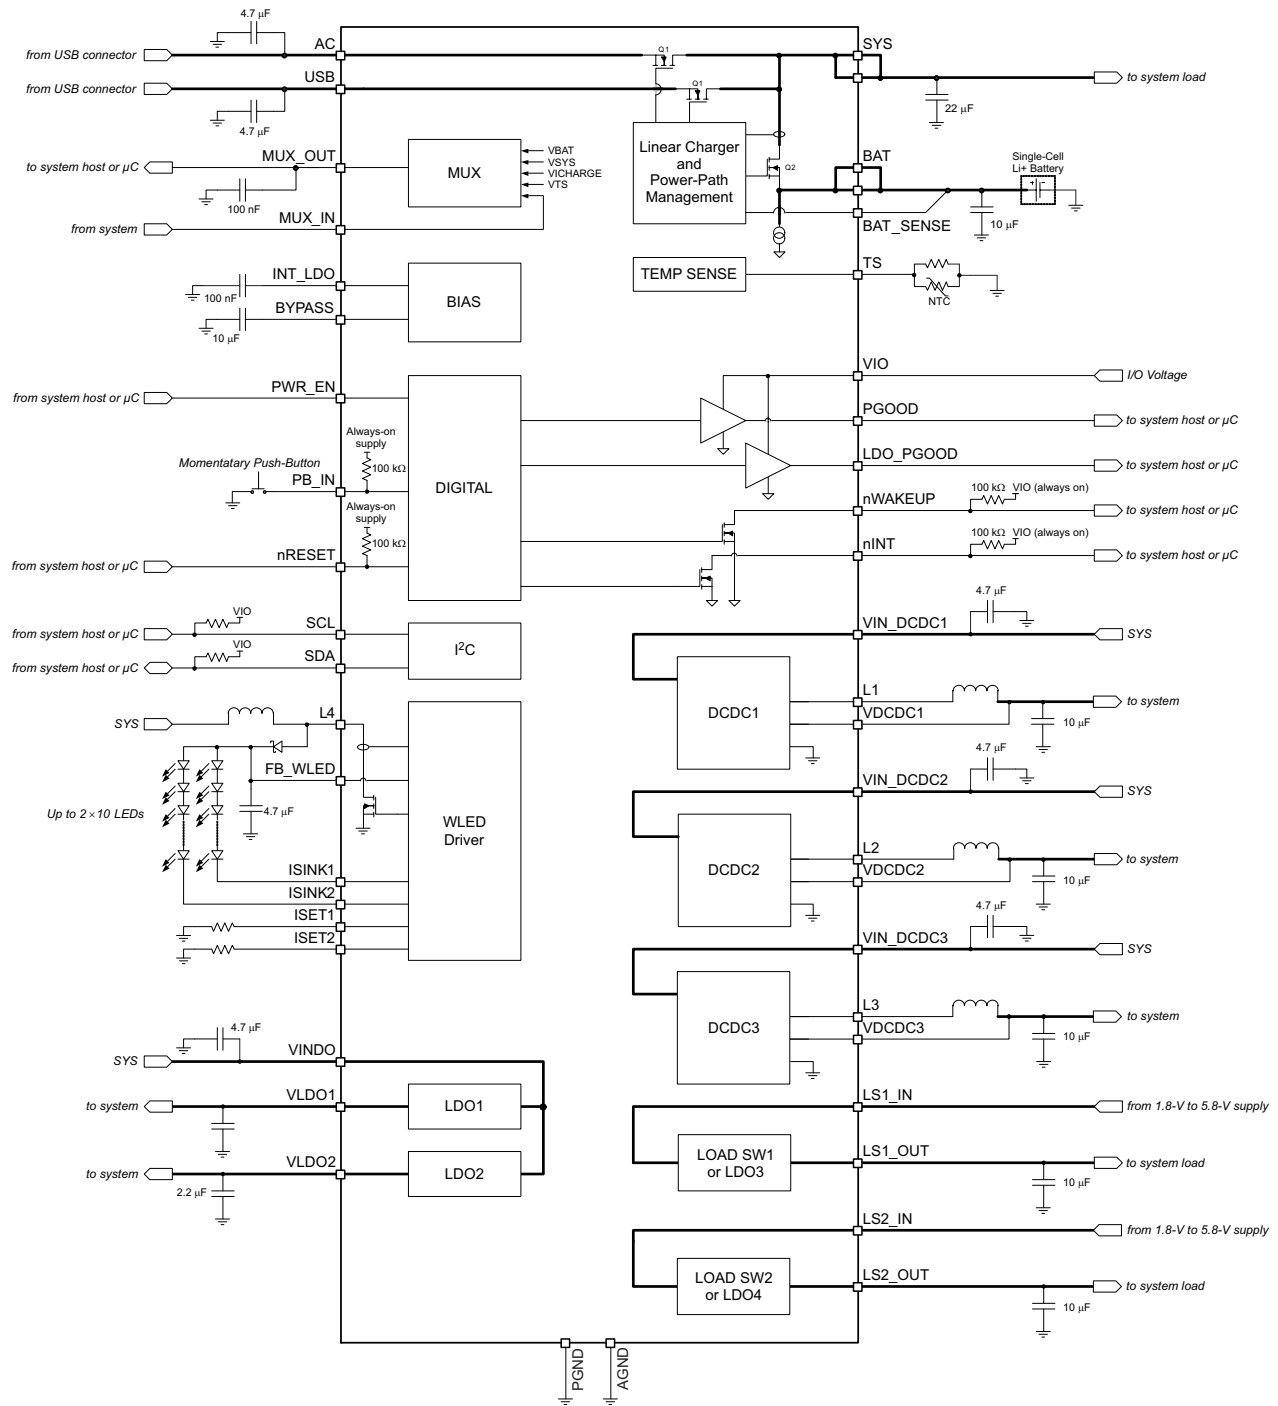 4.7 μF
from USB connector
AC
Q1
SYS
to system load
from USB connector
USB
Q1
22 μF
4.7 μF
to system host or μC
MUX_OUT
100 nF
MUX
VBAT
VSYS
VICHARGE
VTS
from system
MUX_IN
Linear Charger
and
Power-Path
Management
Q2
BAT
Single-Cell
Li+ Battery
+ -
BAT_SENSE
10 μF
INT_LDO
100 nF
BYPASS
10 μF
BIAS
TEMP SENSE
TS
NTC
VIO
I/O Voltage
from system host or μC
PWR_EN
PGOOD
to system host or μC
Always-on
supply
100 kΩ
Momentatary Push-Button
PB_IN
DIGITAL
LDO_PGOOD
to system host or μC
nWAKEUP
100 kΩ
VIO (always on)
to system host or μC
Always-on
supply
100 kΩ
nINT
100 kΩ
VIO (always on)
to system host or μC
from system host or μC
nRESET
VIO
from system host or μC
SCL
VIO
from system host or μC
SDA
I2C
4.7 μF
VIN_DCDC1
SYS
DCDC1
L1
to system
VDCDC1
10 μF
SYS
L4
FB_WLED
4.7 μF
Up to 2 × 10 LEDs
WLED
Driver
ISINK1
ISINK2
ISET1
ISET2
4.7 μF
VIN_DCDC2
SYS
DCDC2
L2
to system
VDCDC2
10 μF
4.7 μF
VIN_DCDC3
SYS
DCDC3
L3
to system
VDCDC3
10 μF
4.7 μF
SYS
VINDO
to system
VLDO1
LDO1
to system
VLDO2
LDO2
2.2 μF
LS1_IN
from 1.8-V to 5.8-V supply
LOAD SW1
or LDO3
LS1_OUT
to system load
10 μF
LS2_IN
from 1.8-V to 5.8-V supply
LOAD SW2
or LDO4
LS2_OUT
to system load
10 μF
PGND
AGND